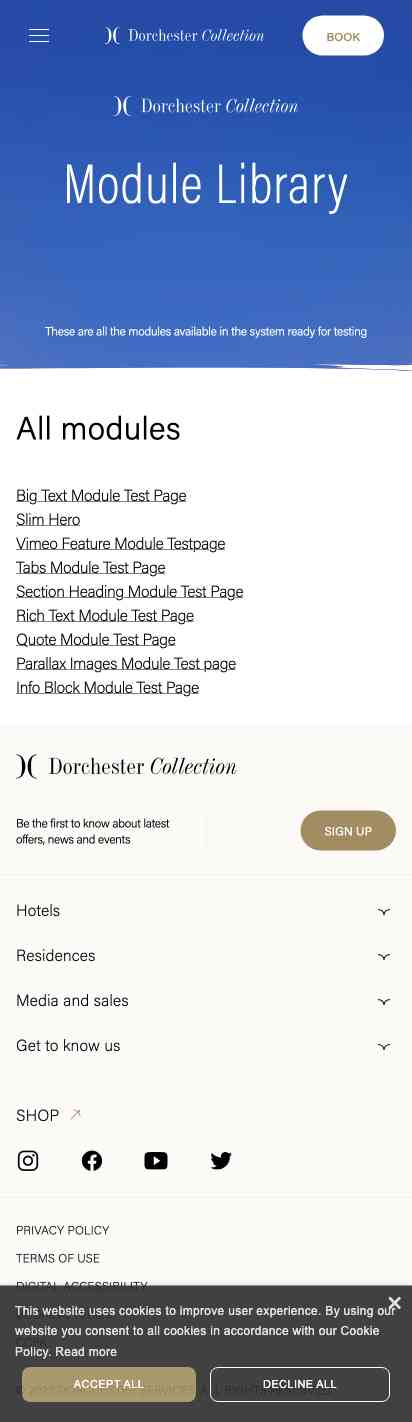 Dorchester Collection
BOOK
Dorchester Collection
Module Library
These are all the modules available in the system ready for testing
All modules
Big Text Module Test Page
Slim Hero
Vimeo Feature Module Testpage
Tabs Module Test Page
Section Heading Module Test Page
Rich Text Module Test Page
Quote Module Test Page
Parallax Images Module Test page
Info Block Module Test Page
Dorchester Collection
Be the first to know about latest
offers, news and events
SIGN UP
Hotels
Residences
Media and sales
Get to know us
SHOP
PRIVACY POLICY
TERMS OF USE
DIGITAL ACCESSIBILITY
This website uses cookies to improve user experience. By using our
website you consent to all cookies in accordance with our Cookie
Policy. Read more
ACCEPT ALL
DECLINE ALL